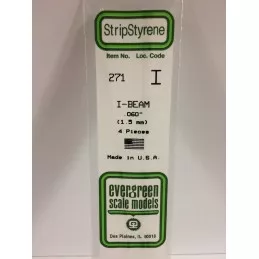 StripStyrene
Item No. Loc. Code
271 I
I-BEAM
.060"
(1.5 mm)
4 Pieces
Made In U.S.A.
evergreen
scale models
Des Plaines, IL 60018